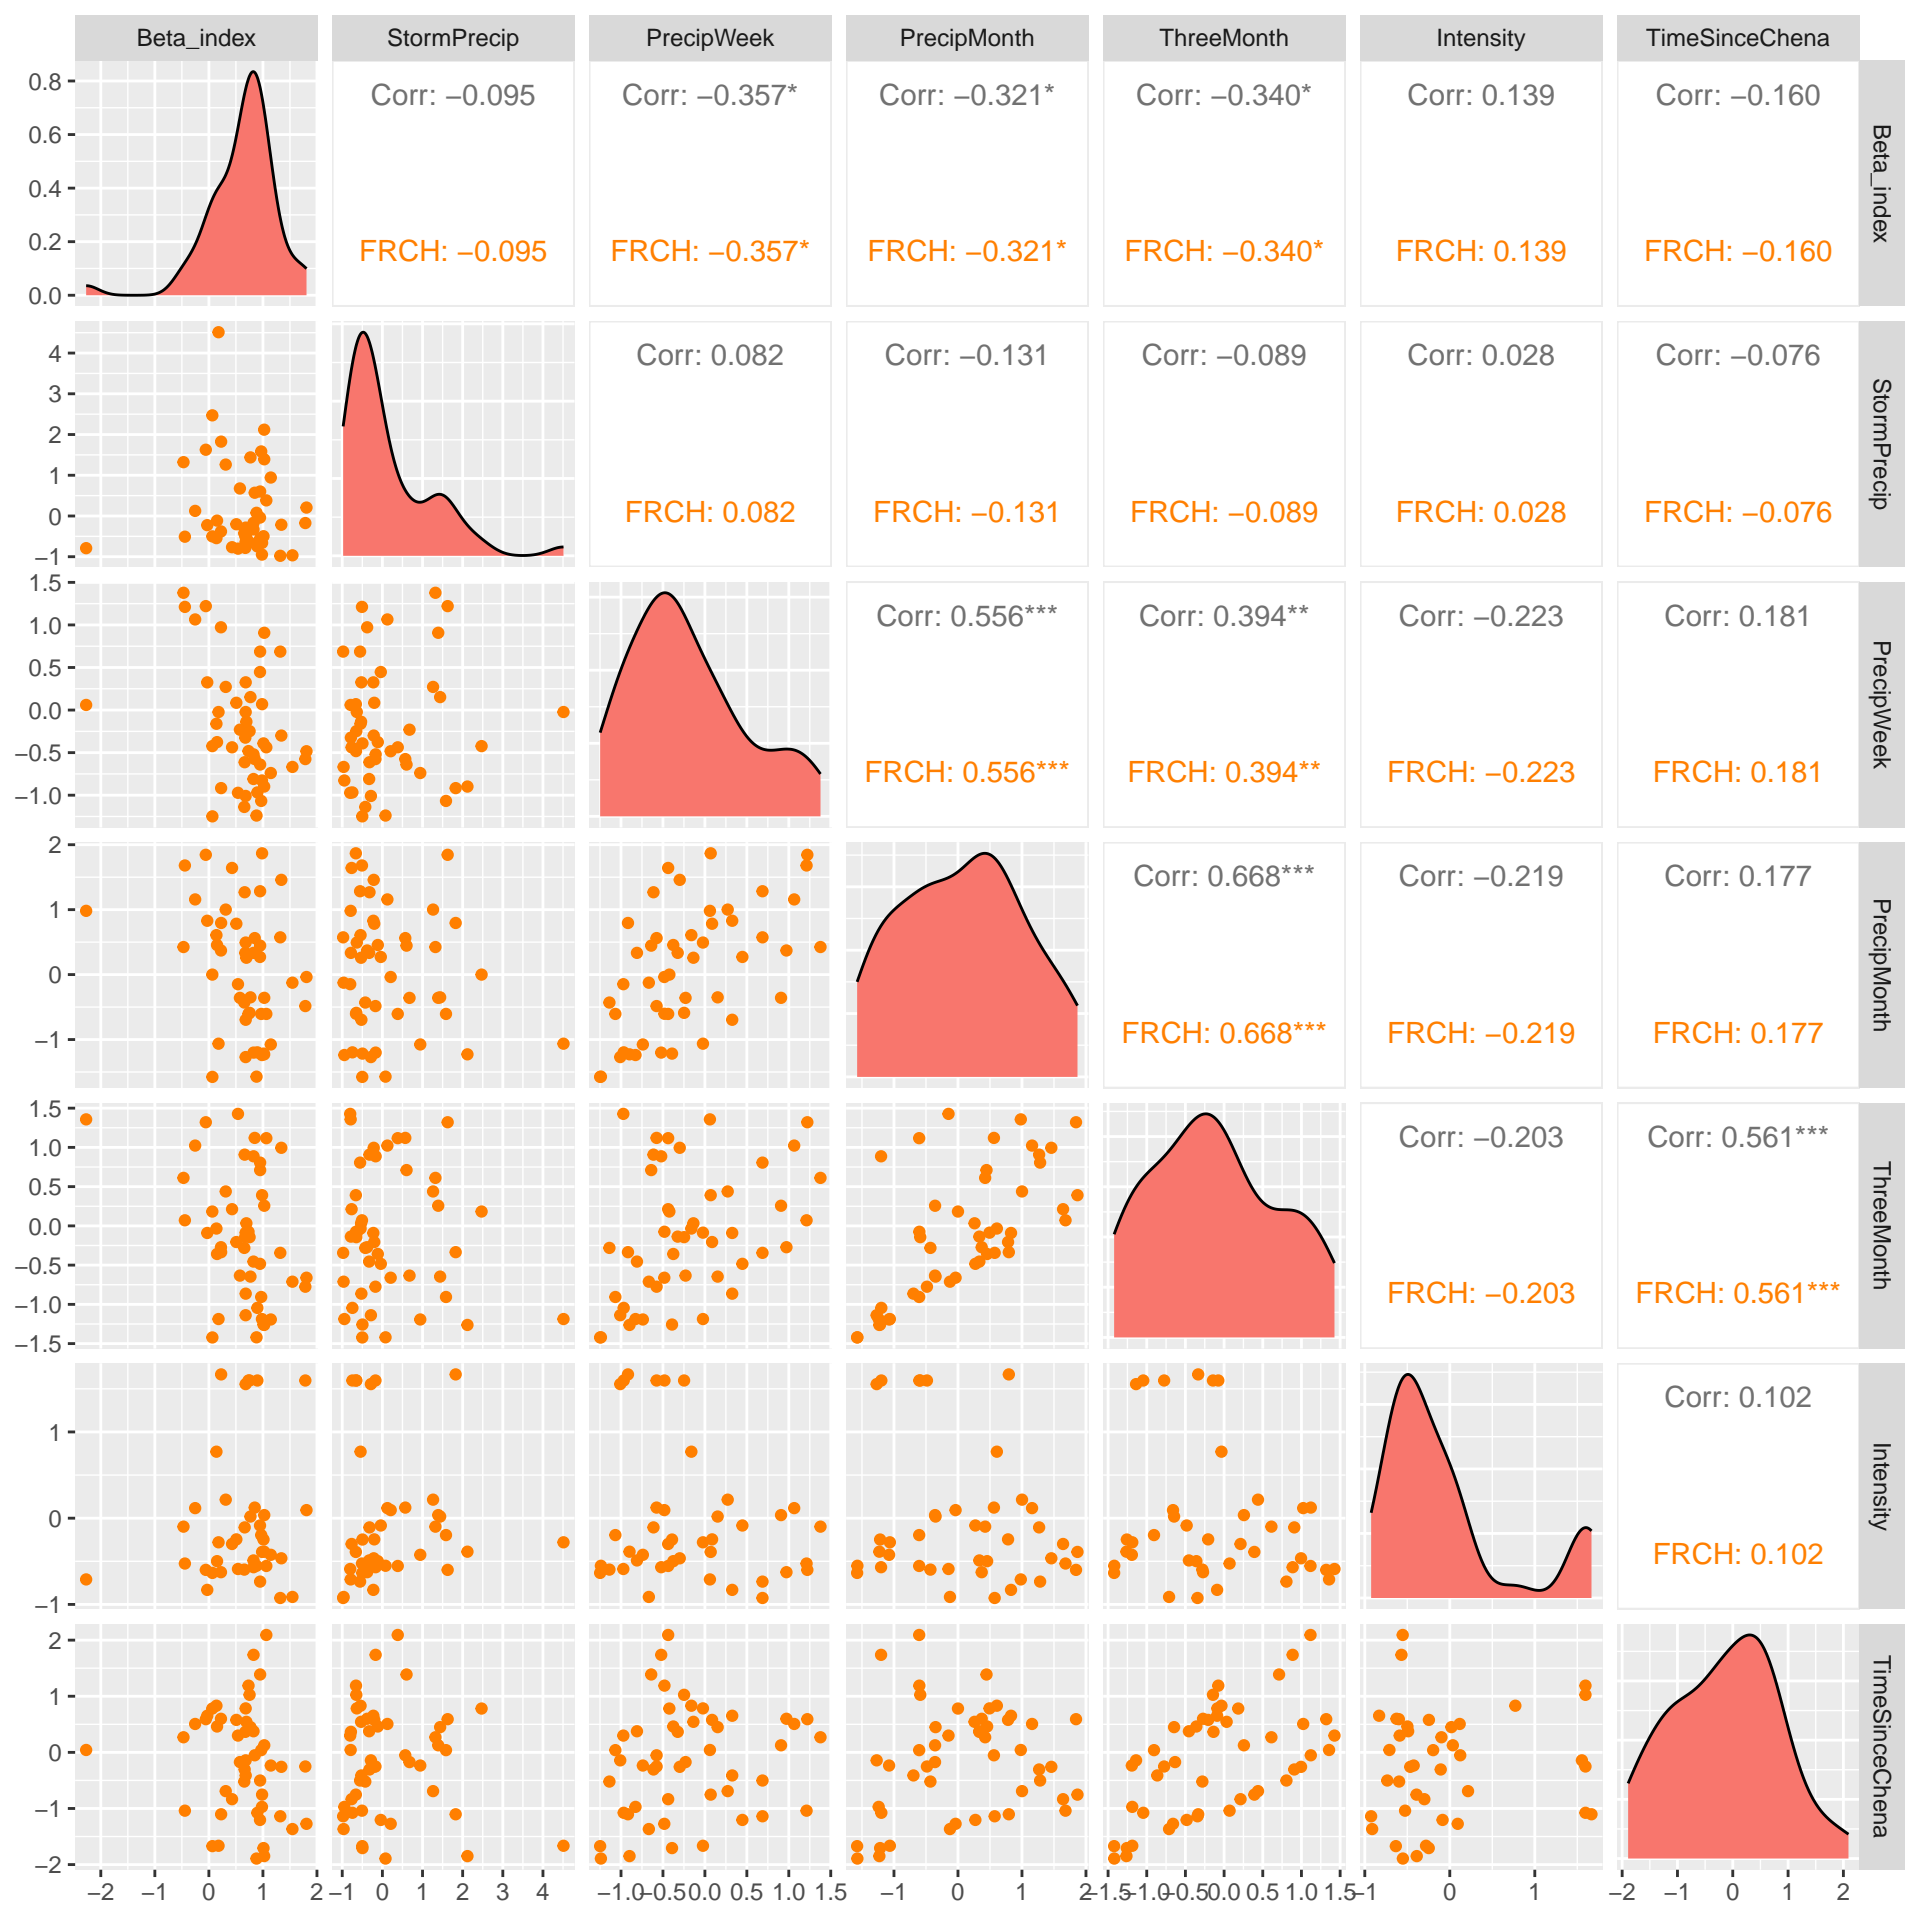 Beta_index StormPrecip PrecipWeek PrecipMonth ThreeMonth Intensity TimeSinceChena
0.8
0.6
0.4
0.2
0.0
Corr: −0.095 Corr: −0.357* Corr: −0.321* Corr: −0.340* Corr: 0.139 Corr: −0.160
FRCH: −0.095 FRCH: −0.357* FRCH: −0.321* FRCH: −0.340* FRCH: 0.139 FRCH: −0.160
Beta_index
4
3
2
1
0
−1
Corr: 0.082 Corr: −0.131 Corr: −0.089 Corr: 0.028 Corr: −0.076
FRCH: 0.082 FRCH: −0.131 FRCH: −0.089 FRCH: 0.028 FRCH: −0.076
StormPrecip
1.5
1.0
0.5
0.0
−0.5
−1.0
Corr: 0.556*** Corr: 0.394** Corr: −0.223 Corr: 0.181
FRCH: 0.556*** FRCH: 0.394** FRCH: −0.223 FRCH: 0.181
PrecipWeek
2
1
0
−1
Corr: 0.668*** Corr: −0.219 Corr: 0.177
FRCH: 0.668*** FRCH: −0.219 FRCH: 0.177
PrecipMonth
1.5
1.0
0.5
0.0
−0.5
−1.0
−1.5
Corr: −0.203 Corr: 0.561***
FRCH: −0.203 FRCH: 0.561***
ThreeMonth
1
0
−1
Corr: 0.102
FRCH: 0.102
Intensity
2
1
0
−1
−2
TimeSinceChena
−2 −1 0 1 2 −1 0 1 2 3 4 −1.0 −0.5 0.0 0.5 1.0 1.5 −1 0 1 2 −1.5 −1.0 −0.5 0.0 0.5 1.0 1.5 −1 0 1 −2 −1 0 1 2